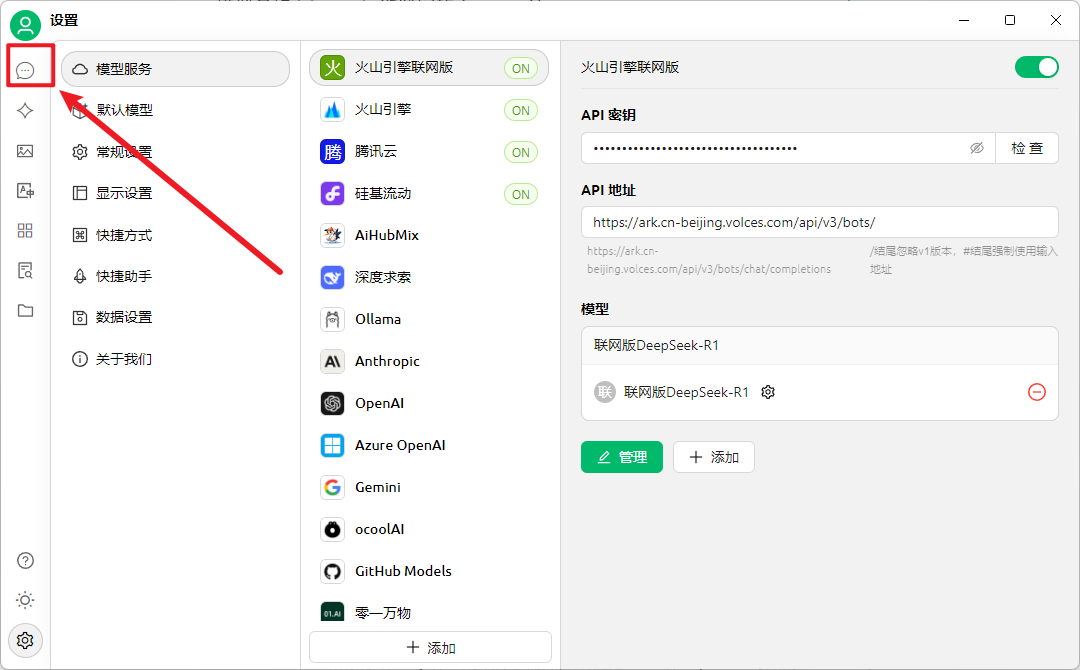 设置
模型服务
默认模型
常规设置
显示设置
快捷方式
快捷助手
数据设置
关于我们
火 火山引擎联网版 ON
火山引擎 ON
腾 腾讯云 ON
硅基流动 ON
AiHubMix
深度求索
Ollama
Anthropic
OpenAI
Azure OpenAI
Gemini
ocoolAI
GitHub Models
01.AI 零一万物
添加
火山引擎联网版
API 密钥
检 查
API 地址
https://ark.cn-beijing.volces.com/api/v3/bots/
https://ark.cn-
beijing.volces.com/api/v3/bots/chat/completions
/结尾忽略v1版本，#结尾强制使用输入
地址
模型
联网版DeepSeek-R1
联 联网版DeepSeek-R1
管理
添加